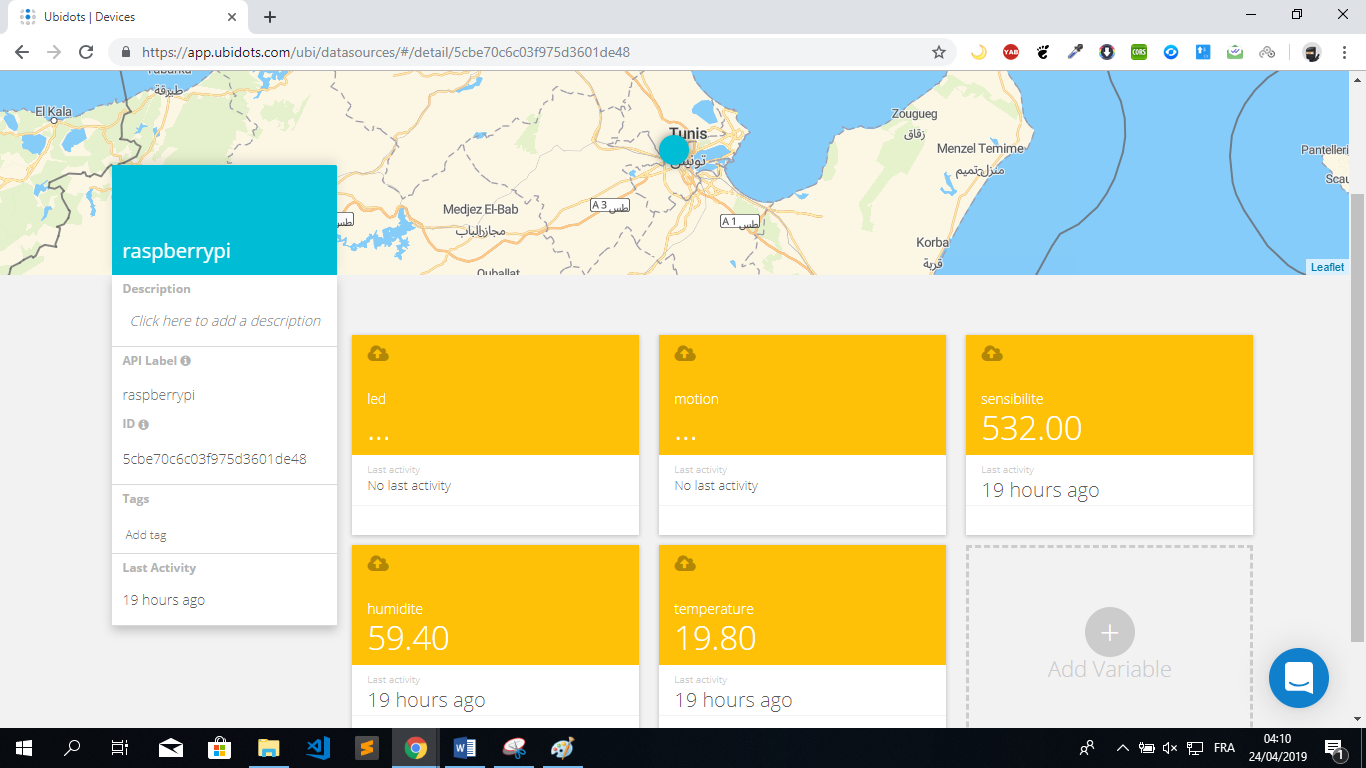 Ubidots | Devices
https://app.ubidots.com/ubi/datasources/#/detail/5cbe70c6c03f975d3601de48
YAB
CORS
طبرقة
El Kala
Tunis
تونس
Zougueg
زقاق
Menzel Temime
منزل تميم
Medjez El-Bab
مجاز الباب
A 3 طس
A 1 طس
طس
Korba
قربة
Leaflet
raspberrypi
Description
Click here to add a description
API Label
raspberrypi
ID
5cbe70c6c03f975d3601de48
Tags
Add tag
Last Activity
19 hours ago
led
...
Last activity
No last activity
motion
...
Last activity
No last activity
sensibilite
532.00
Last activity
19 hours ago
humidite
59.40
Last activity
19 hours ago
temperature
19.80
Last activity
19 hours ago
+
Add Variable
FRA
04:10
24/04/2019
1